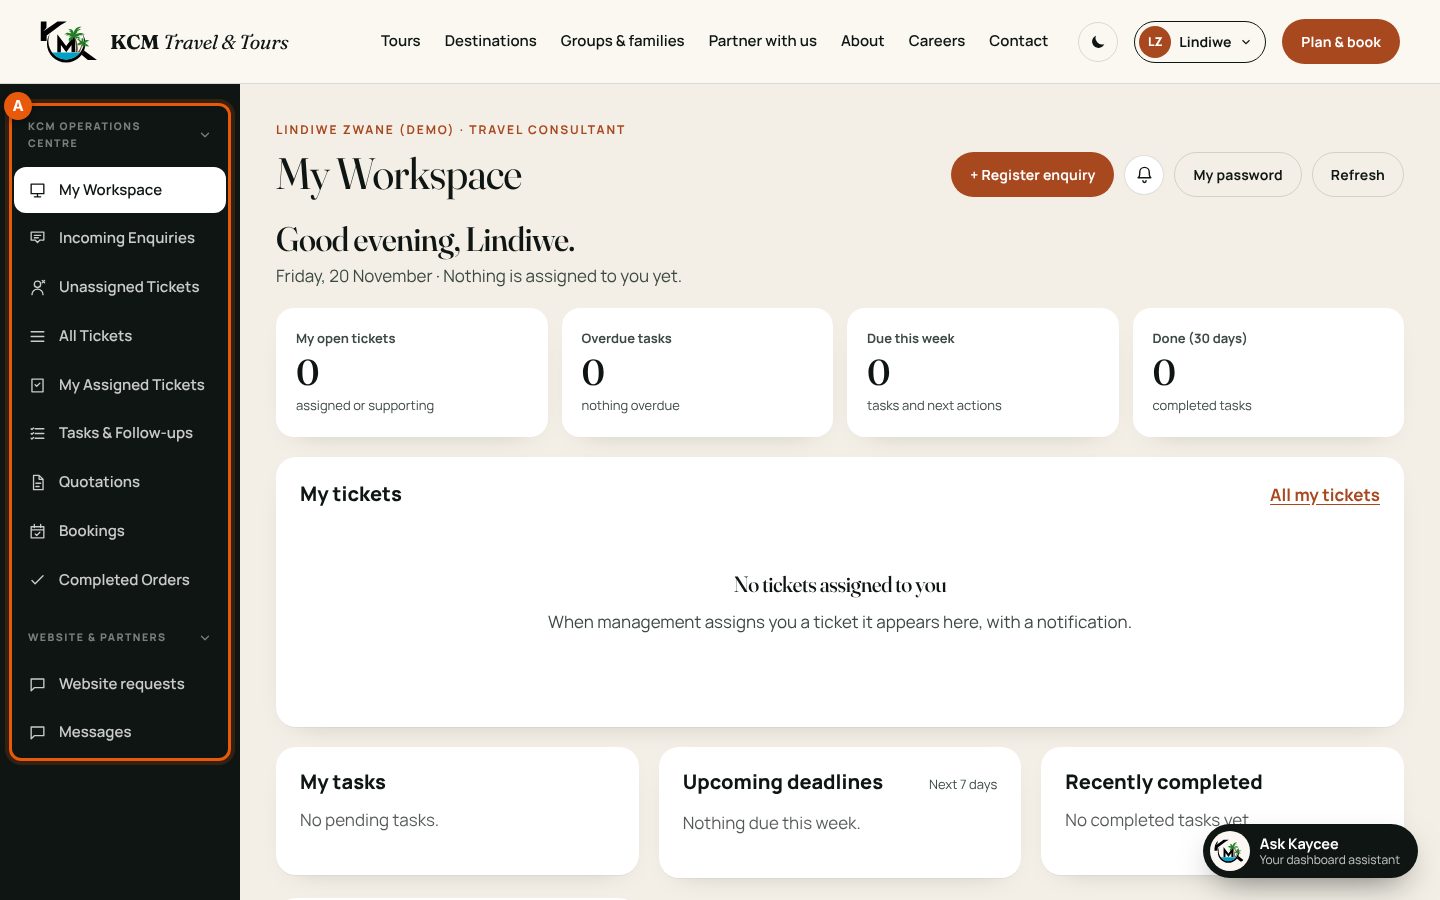 KCM Travel & Tours
Tours
Destinations
Groups & families
Partner with us
About
Careers
Contact
LZ
Lindiwe
Plan & book
A
KCM OPERATIONS
CENTRE
My Workspace
Incoming Enquiries
Unassigned Tickets
All Tickets
My Assigned Tickets
Tasks & Follow-ups
Quotations
Bookings
Completed Orders
WEBSITE & PARTNERS
Website requests
Messages
LINDIWE ZWANE (DEMO) · TRAVEL CONSULTANT
My Workspace
+ Register enquiry
My password
Refresh
Good evening, Lindiwe.
Friday, 20 November · Nothing is assigned to you yet.
My open tickets
0
assigned or supporting
Overdue tasks
0
nothing overdue
Due this week
0
tasks and next actions
Done (30 days)
0
completed tasks
My tickets
All my tickets
No tickets assigned to you
When management assigns you a ticket it appears here, with a notification.
My tasks
No pending tasks.
Upcoming deadlines
Next 7 days
Nothing due this week.
Recently completed
No completed tasks yet
Ask Kaycee
Your dashboard assistant